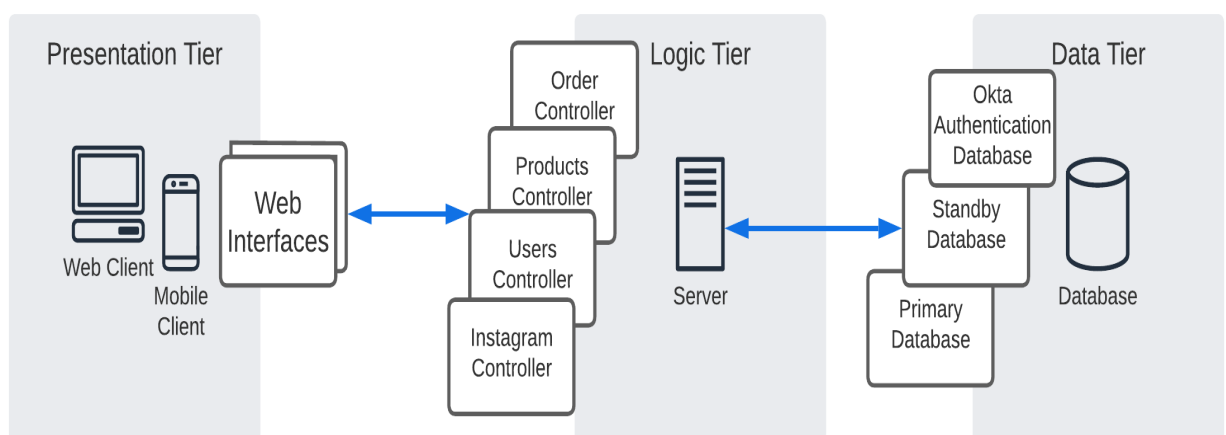 Presentation Tier
Web Client
Mobile
Client
Web
Interfaces
Order
Controller
Products
Controller
Users
Controller
Instagram
Controller
Logic Tier
Server
Data Tier
Okta
Authentication
Database
Standby
Database
Primary
Database
Database